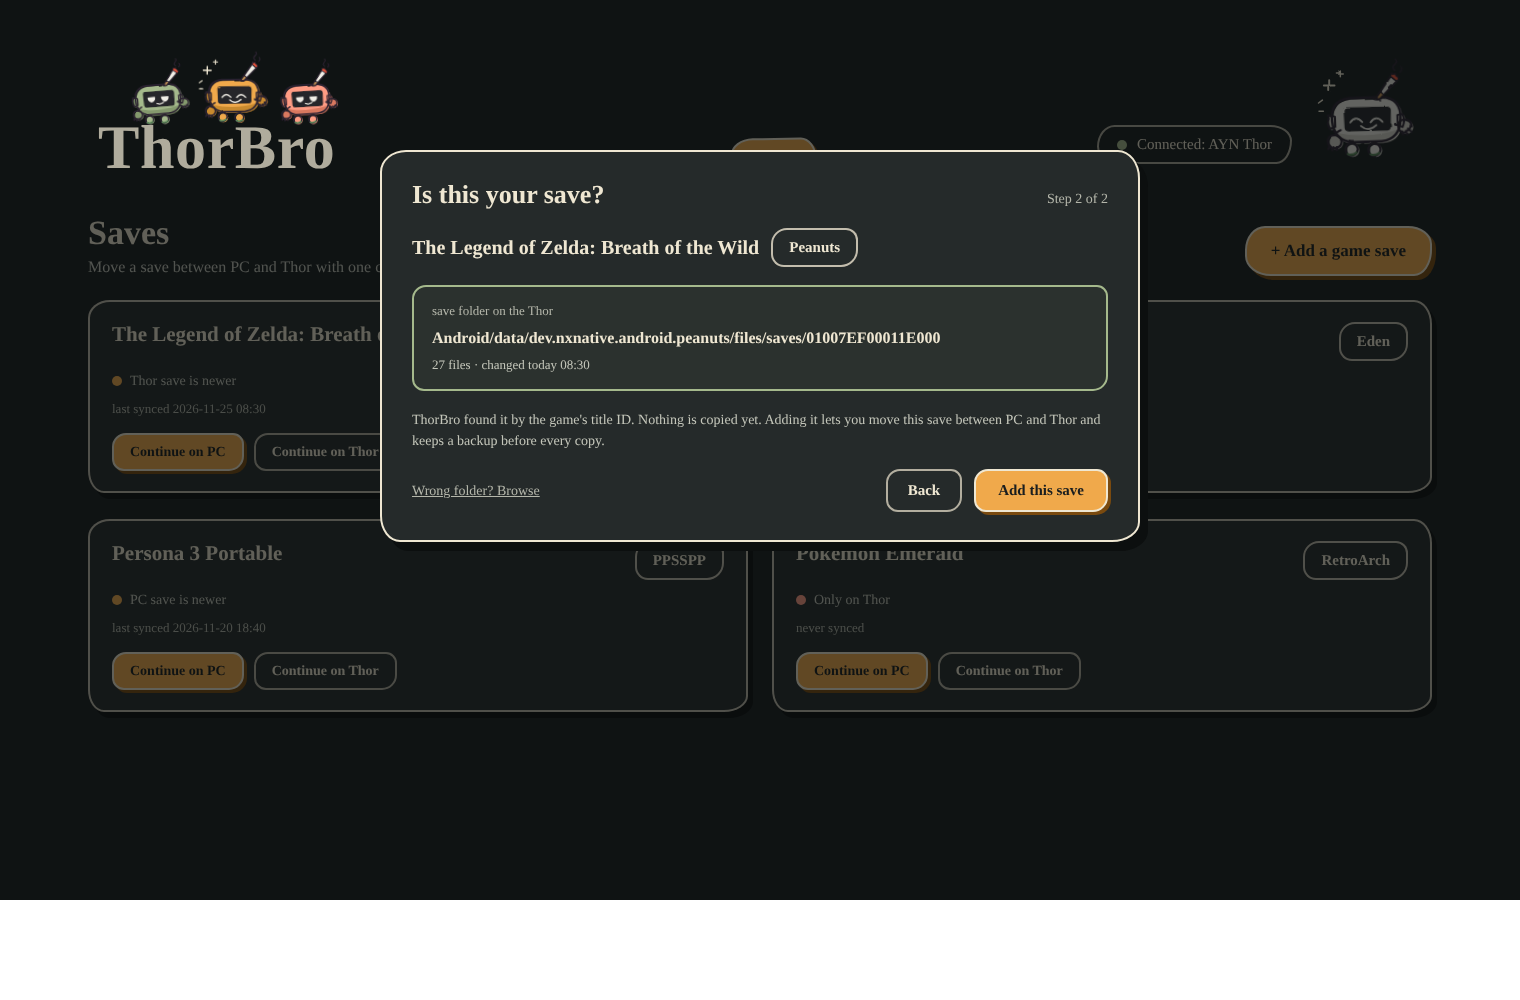 ThorBro
Connected: AYN Thor
Saves
Move a save between PC and Thor with one
+ Add a game save
The Legend of Zelda: Breath
Thor save is newer
last synced 2026-11-25 08:30
Continue on PC
Continue on Thor
Eden
Is this your save?
Step 2 of 2
The Legend of Zelda: Breath of the Wild
Peanuts
save folder on the Thor
Android/data/dev.nxnative.android.peanuts/files/saves/01007EF00011E000
27 files · changed today 08:30
ThorBro found it by the game's title ID. Nothing is copied yet. Adding it lets you move this save between PC and Thor and
keeps a backup before every copy.
Wrong folder? Browse
Back
Add this save
Persona 3 Portable
PPSSPP
PC save is newer
last synced 2026-11-20 18:40
Continue on PC
Continue on Thor
Pokemon Emerald
RetroArch
Only on Thor
never synced
Continue on PC
Continue on Thor